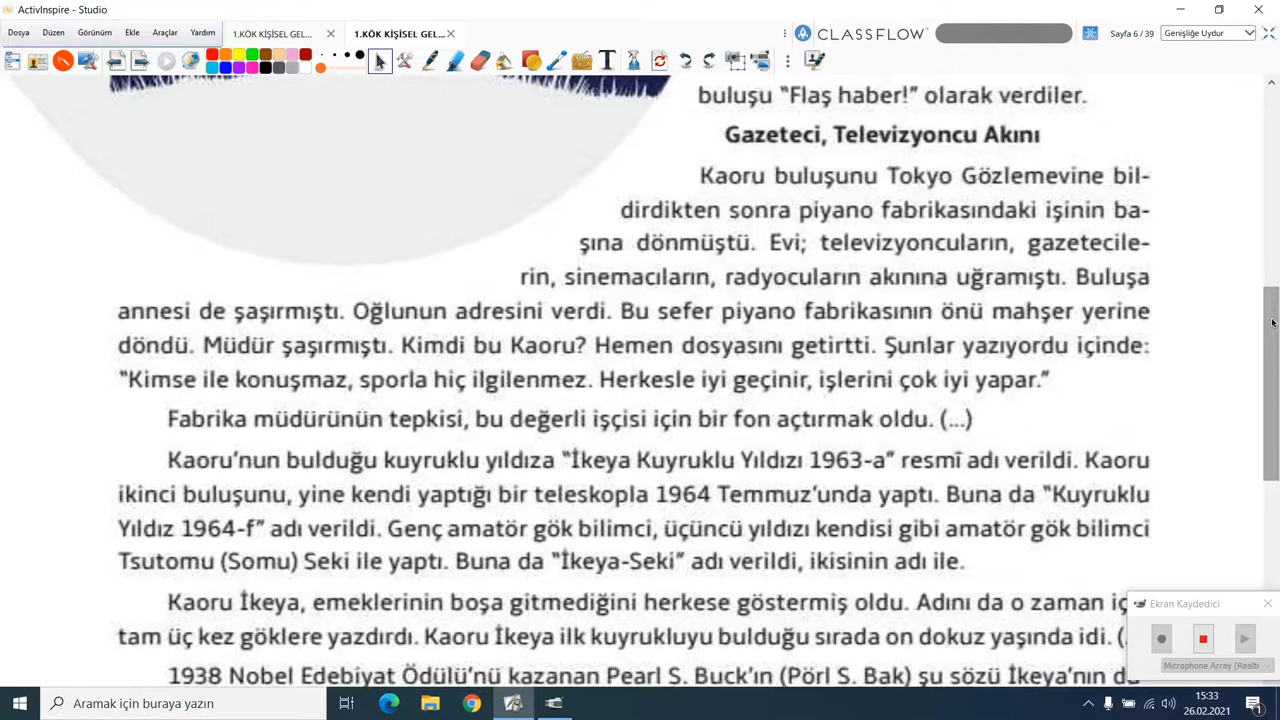 ActivInspire - Studio
Dosya Düzen Görünüm Ekle Araçlar Yardım
1.KÖK KİŞİSEL GEL...
1.KÖK KİŞİSEL GEL...
CLASSFLOW
Sayfa 6 / 39
Genişliğe Uydur
buluşu “Flaş haber!” olarak verdiler.
Gazeteci, Televizyoncu Akını
Kaoru buluşunu Tokyo Gözlemevine bil-
dirdikten sonra piyano fabrikasındaki işinin ba-
şına dönmüştü. Evi; televizyoncuların, gazetecile-
rin, sinemacıların, radyocuların akınına uğramıştı. Buluşa
annesi de şaşırmıştı. Oğlunun adresini verdi. Bu sefer piyano fabrikasının önü mahşer yerine
döndü. Müdür şaşırmıştı. Kimdi bu Kaoru? Hemen dosyasını getirtti. Şunlar yazıyordu içinde:
“Kimse ile konuşmaz, sporla hiç ilgilenmez. Herkesle iyi geçinir, işlerini çok iyi yapar.”
Fabrika müdürünün tepkisi, bu değerli işçisi için bir fon açtırmak oldu. (...)
Kaoru’nun bulduğu kuyruklu yıldıza “İkeya Kuyruklu Yıldızı 1963-a” resmî adı verildi. Kaoru
ikinci buluşunu, yine kendi yaptığı bir teleskopla 1964 Temmuz’unda yaptı. Buna da “Kuyruklu
Yıldız 1964-f” adı verildi. Genç amatör gök bilimci, üçüncü yıldızı kendisi gibi amatör gök bilimci
Tsutomu (Somu) Seki ile yaptı. Buna da “İkeya-Seki” adı verildi, ikisinin adı ile.
Kaoru İkeya, emeklerinin boşa gitmediğini herkese göstermiş oldu. Adını da o zaman iç
tam üç kez göklere yazdırdı. Kaoru İkeya ilk kuyrukluyu bulduğu sırada on dokuz yaşında idi. (
1938 Nobel Edebiyat Ödülü’nü kazanan Pearl S. Buck’ın (Pörl S. Bak) şu sözü İkeya’nın da
Ekran Kaydedici
Microphone Array (Realte
Aramak için buraya yazın
15:33
26.02.2021
1